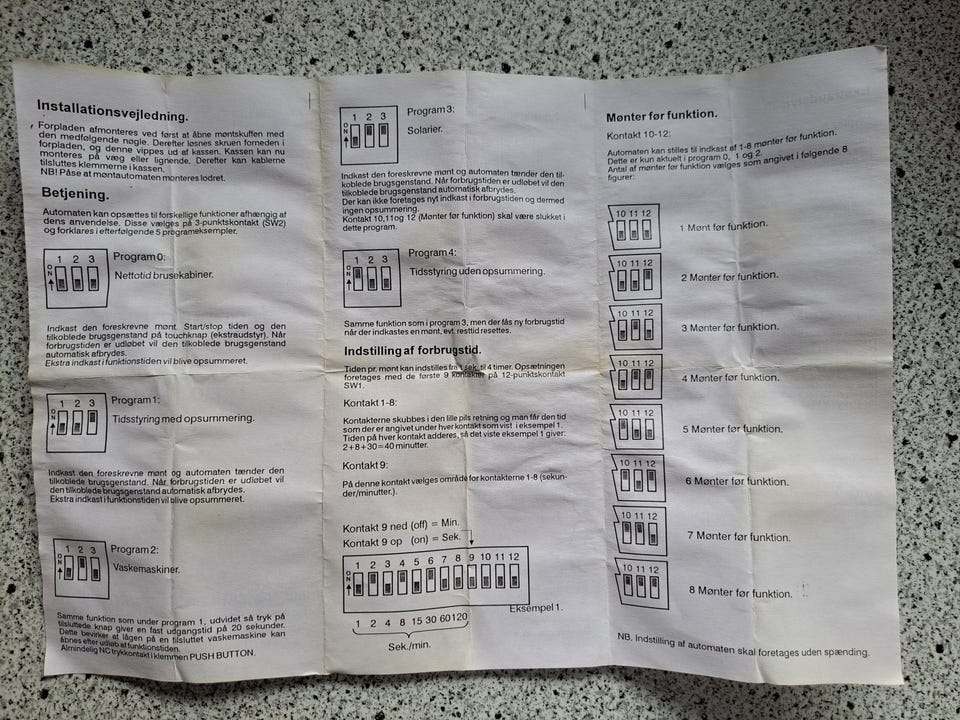 Installationsvejledning.
Forpladen afmonteres ved først at åbne møntskuffen med
den medfølgende nøgle. Derefter løsnes skruen forneden i
forpladen, og denne vippes ud af kassen. Kassen kan nu
monteres på væg eller lignende. Derefter kan kablerne
tilsluttes klemmerne i kassen.
NB! Påse at møntautomaten monteres lodret.
Betjening.
Automaten kan opsættes til forskellige funktioner afhængig af
dens anvendelse. Disse vælges på 3-punktskontakt (SW2)
og forklares i efterfølgende 5 programeksempler.
1 2 3
ON
Program 0:
Nettotid brusekabiner.
Indkast den foreskrevne mønt. Start/stop tiden og den
tilkoblede brugsgenstand på touchknap (ekstraudstyr). Når
forbrugstiden er udløbet vil den tilkoblede brugsgenstand
automatisk afbrydes.
Ekstra indkast i funktionstiden vil blive opsummeret.
1 2 3
ON
Program 1:
Tidsstyring med opsummering.
Indkast den foreskrevne mønt og automaten tænder den
tilkoblede brugsgenstand. Når forbrugstiden er udløbet vil
den tilkoblede brugsgenstand automatisk afbrydes.
Ekstra indkast i funktionstiden vil blive opsummeret.
1 2 3
ON
Program 2:
Vaskemaskiner.
Samme funktion som under program 1, udvidet så tryk på
tilsluttede knap giver en fast udgangstid på 20 sekunder.
Dette bevirker at lågen på en tilsluttet vaskemaskine kan
åbnes efter udløb af funktionstiden.
Almindelig NC trykkontakt i klemmen PUSH BUTTON.
1 2 3
ON
Program 3:
Solarier.
Indkast den foreskrevne mønt og automaten tænder den til-
koblede brugsgenstand. Når forbrugstiden er udløbet vil den
tilkoblede brugsgenstand automatisk afbrydes.
Der kan ikke foretages nyt indkast i forbrugstiden og dermed
ingen opsummering.
Kontakt 10,11 og 12 (Mønter før funktion) skal være slukket i
dette program.
1 2 3
ON
Program 4:
Tidsstyring uden opsummering.
Samme funktion som i program 3, men der fås ny forbrugstid
når der indkastes en mønt, evt. resttid resettes.
Indstilling af forbrugstid.
Tiden pr. mønt kan indstilles fra 1 sek. til 4 timer. Opsætningen
foretages med de første 9 kontakter på 12-punktskontakt
SW1.
Kontakt 1-8:
Kontakterne skubbes i den lille pils retning og man får den tid
som der er angivet under hver kontakt som vist i eksempel 1.
Tiden på hver kontakt adderes, så det viste eksempel 1 giver:
2+8+30=40 minutter.
Kontakt 9:
På denne kontakt vælges område for kontakterne 1-8 (sekun-
der/minutter.).
Kontakt 9 ned (off) = Min.
Kontakt 9 op (on) = Sek.
1 2 3 4 5 6 7 8 9 10 11 12
ON
Eksempel 1.
1 2 4 8 15 30 60 120
Sek./min.
Mønter før funktion.
Kontakt 10-12:
Automaten kan stilles til indkast af 1-8 mønter før funktion.
Dette er kun aktuelt i program 0, 1 og 2.
Antal af mønter før funktion vælges som angivet i følgende 8
figurer:
10 11 12
1 Mønt før funktion.
10 11 12
2 Mønter før funktion.
10 11 12
3 Mønter før funktion.
10 11 12
4 Mønter før funktion.
10 11 12
5 Mønter før funktion.
10 11 12
6 Mønter før funktion.
10 11 12
7 Mønter før funktion.
10 11 12
8 Mønter før funktion.
NB. Indstilling af automaten skal foretages uden spænding.